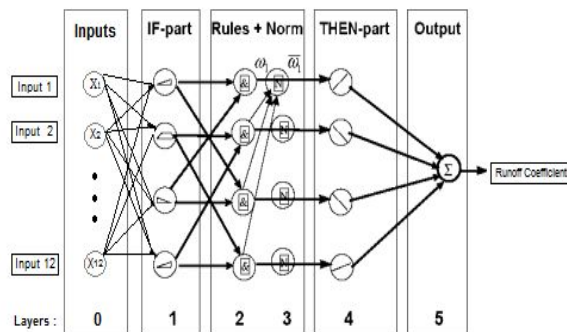 Inputs IF-part Rules + Norm THEN-part Output
ω₁ ω̅₁
Input 1 X1 & N
Input 2 X2 & N
& N
Input 12 X12 & N
Σ Runoff Coefficient
Layers : 0 1 2 3 4 5